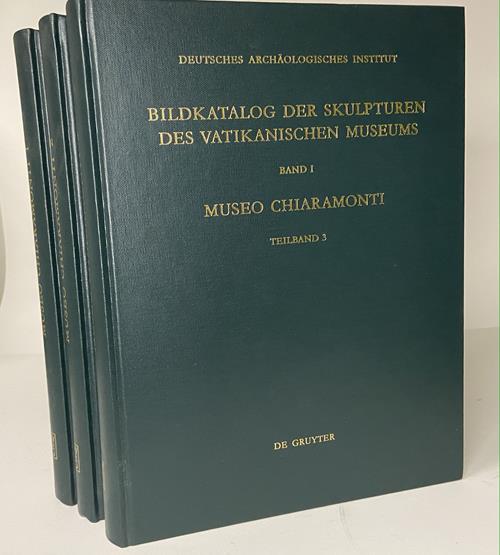 DEUTSCHES ARCHÄOLOGISCHES INSTITUT
BILDKATALOG DER SKULPTUREN
DES VATIKANISCHEN MUSEUMS
BAND I
MUSEO CHIARAMONTI
TEILBAND 3
DE GRUYTER